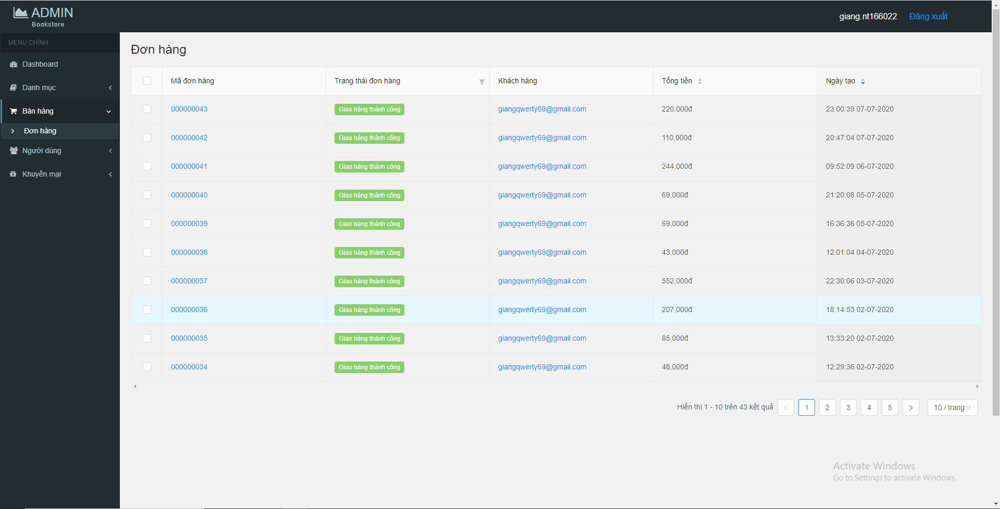 ADMIN
Bookstore
giang.nt166022 Đăng xuất
MENU CHÍNH
Dashboard
Danh mục
Bán hàng
Đơn hàng
Người dùng
Khuyến mại
Đơn hàng
Mã đơn hàng Trạng thái đơn hàng Khách hàng Tổng tiền Ngày tạo
000000043 Giao hàng thành công giangqwerty69@gmail.com 220,000đ 23:00:39 07-07-2020
000000042 Giao hàng thành công giangqwerty69@gmail.com 110,000đ 20:47:04 07-07-2020
000000041 Giao hàng thành công giangqwerty69@gmail.com 244,000đ 09:52:09 06-07-2020
000000040 Giao hàng thành công giangqwerty69@gmail.com 69,000đ 21:20:08 05-07-2020
000000039 Giao hàng thành công giangqwerty69@gmail.com 69,000đ 16:36:36 05-07-2020
000000038 Giao hàng thành công giangqwerty69@gmail.com 43,000đ 12:01:04 04-07-2020
000000037 Giao hàng thành công giangqwerty69@gmail.com 552,000đ 22:30:06 03-07-2020
000000036 Giao hàng thành công giangqwerty69@gmail.com 207,000đ 18:14:53 02-07-2020
000000035 Giao hàng thành công giangqwerty69@gmail.com 85,000đ 13:33:20 02-07-2020
000000034 Giao hàng thành công giangqwerty69@gmail.com 48,000đ 12:29:36 02-07-2020
Hiển thị 1 - 10 trên 43 kết quả < 1 2 3 4 5 > 10 / trang
Activate Windows
Go to Settings to activate Windows.